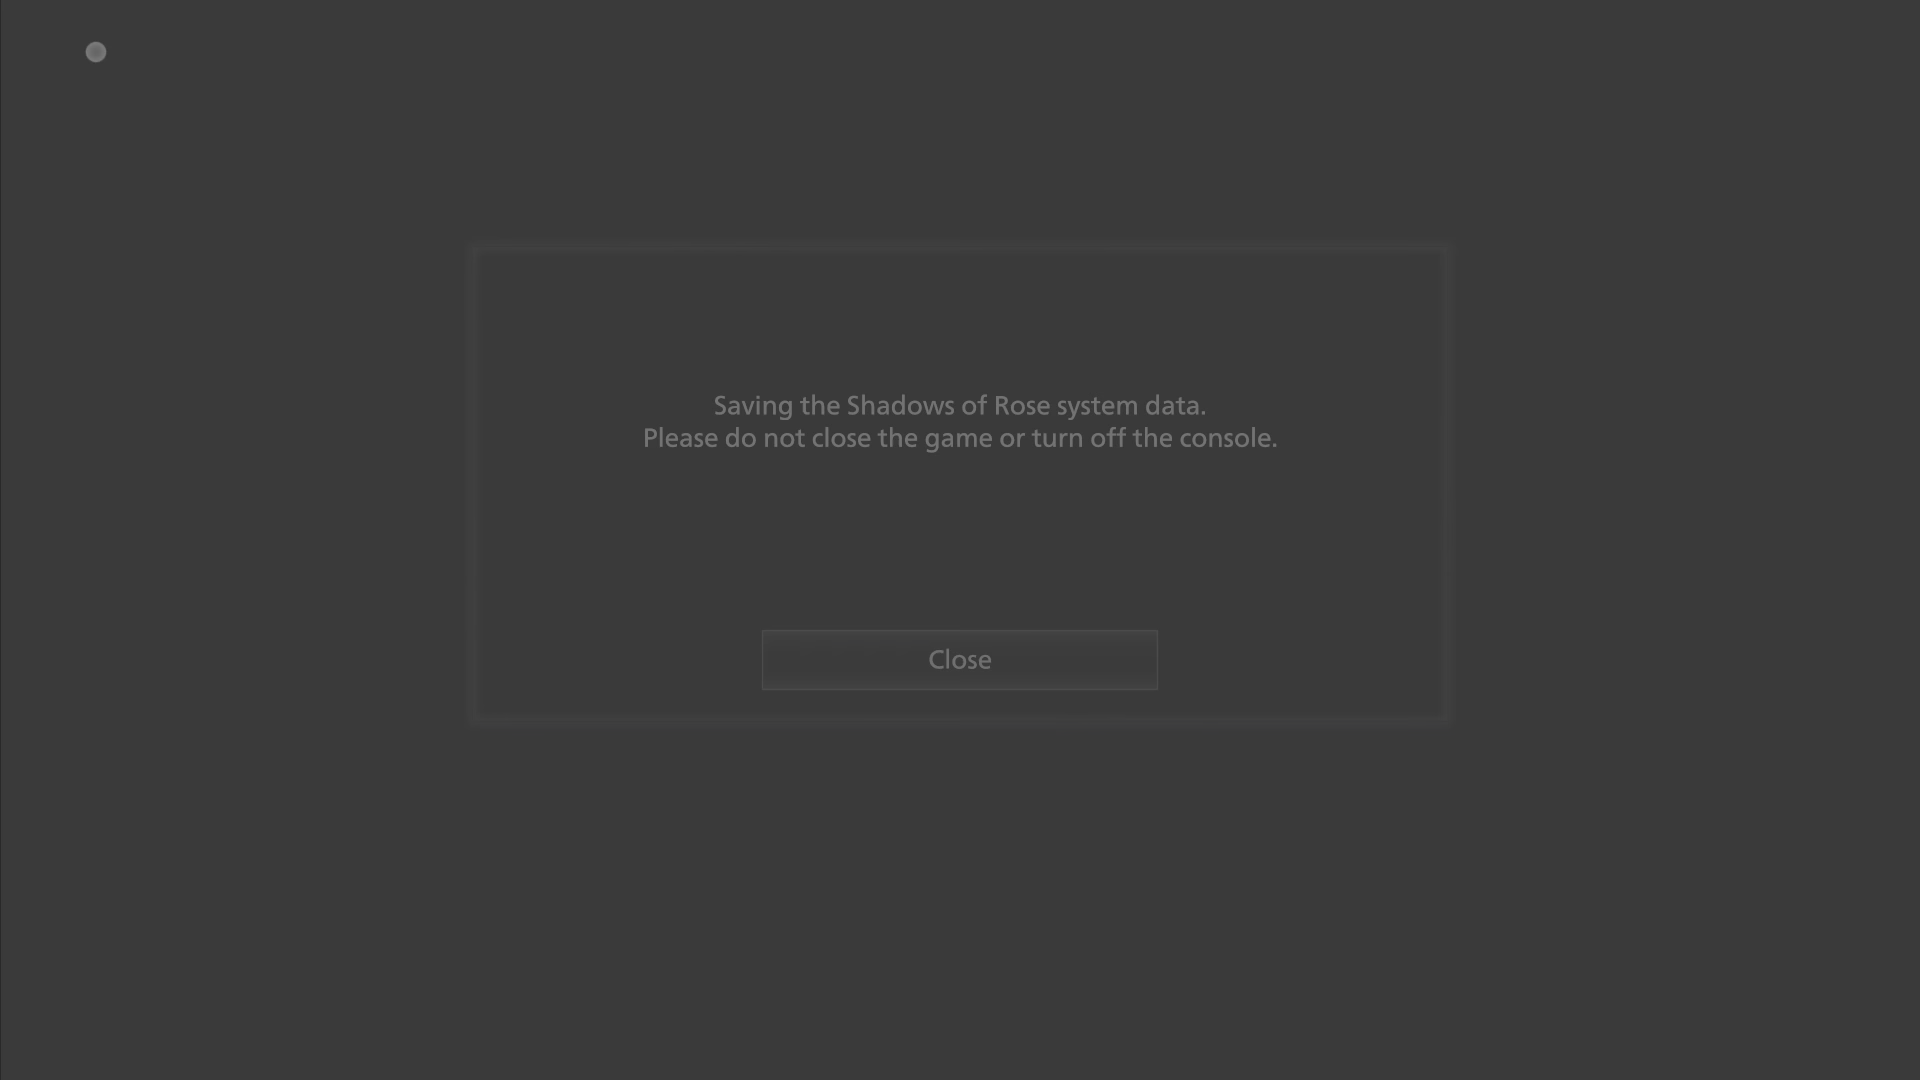 Saving the Shadows of Rose system data.
Please do not close the game or turn off the console.
Close